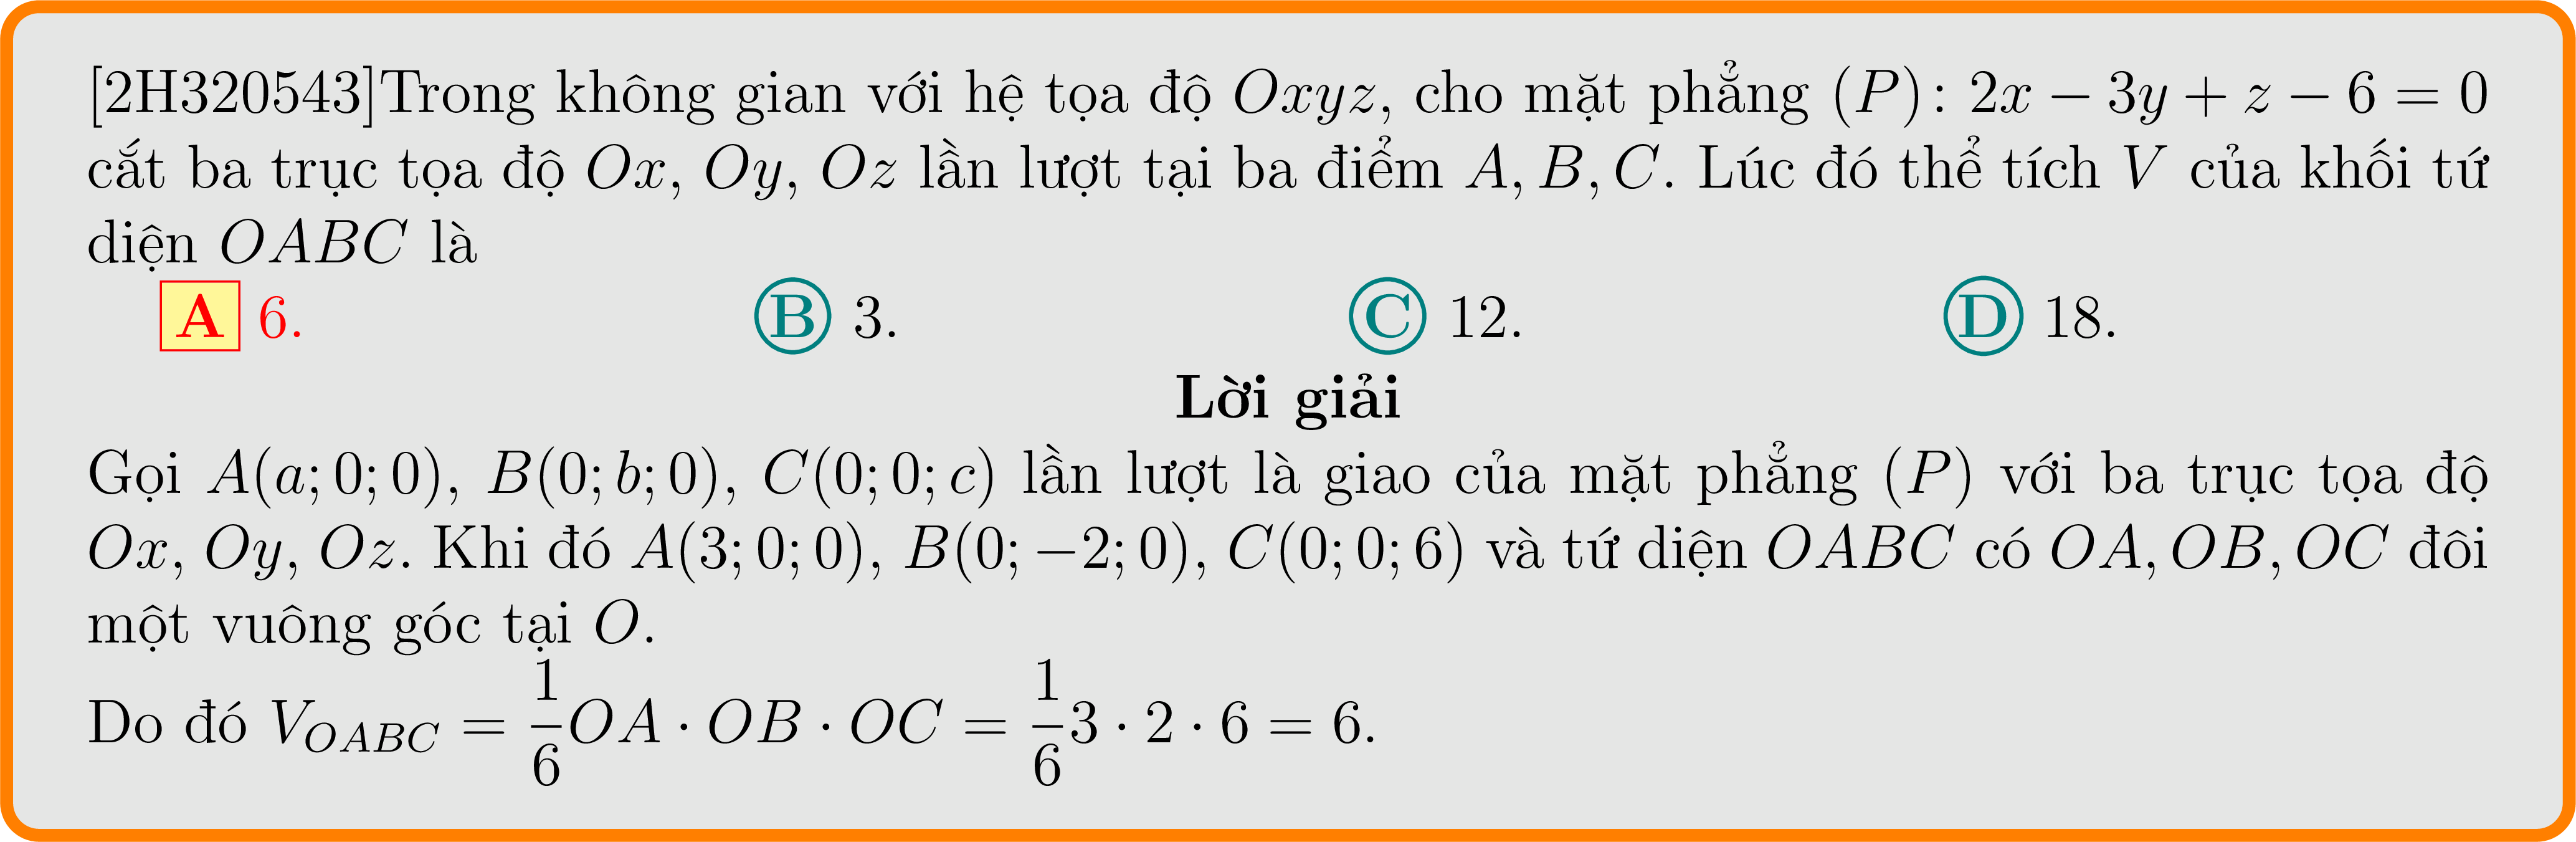 [2H320543]Trong không gian với hệ tọa độ Oxyz, cho mặt phẳng (P): 2x − 3y + z − 6 = 0
cắt ba trục tọa độ Ox, Oy, Oz lần lượt tại ba điểm A, B, C. Lúc đó thể tích V của khối tứ
diện OABC là
A 6. B 3. C 12. D 18.
Lời giải
Gọi A(a; 0; 0), B(0; b; 0), C(0; 0; c) lần lượt là giao của mặt phẳng (P) với ba trục tọa độ
Ox, Oy, Oz. Khi đó A(3; 0; 0), B(0; −2; 0), C(0; 0; 6) và tứ diện OABC có OA, OB, OC đôi
một vuông góc tại O.
Do đó V_{OABC} = \frac{1}{6}OA · OB · OC = \frac{1}{6}3 · 2 · 6 = 6.